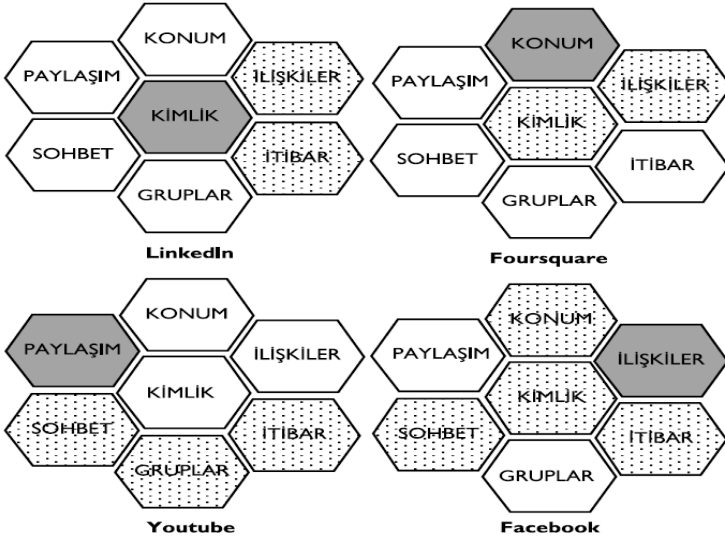 KONUM
PAYLAŞIM
İLİŞKİLER
KİMLİK
SOHBET
İTİBAR
GRUPLAR
LinkedIn
KONUM
PAYLAŞIM
İLİŞKİLER
KİMLİK
SOHBET
İTİBAR
GRUPLAR
Foursquare
KONUM
PAYLAŞIM
İLİŞKİLER
KİMLİK
SOHBET
İTİBAR
GRUPLAR
Youtube
KONUM
PAYLAŞIM
İLİŞKİLER
KİMLİK
SOHBET
İTİBAR
GRUPLAR
Facebook